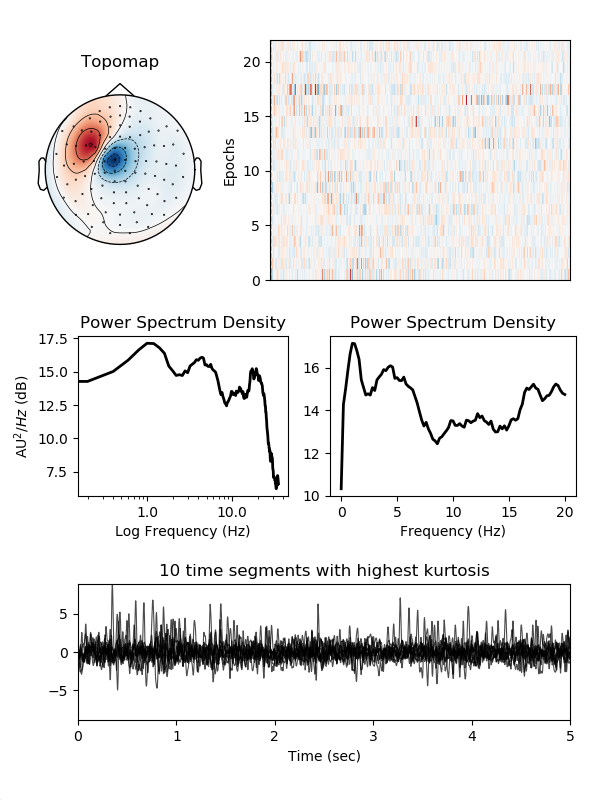 Topomap
Epochs
20
15
10
5
0
Power Spectrum Density
AU²/Hz (dB)
17.5
15.0
12.5
10.0
7.5
1.0 10.0
Log Frequency (Hz)
Power Spectrum Density
16
14
12
10
0 5 10 15 20
Frequency (Hz)
10 time segments with highest kurtosis
5
0
−5
0 1 2 3 4 5
Time (sec)